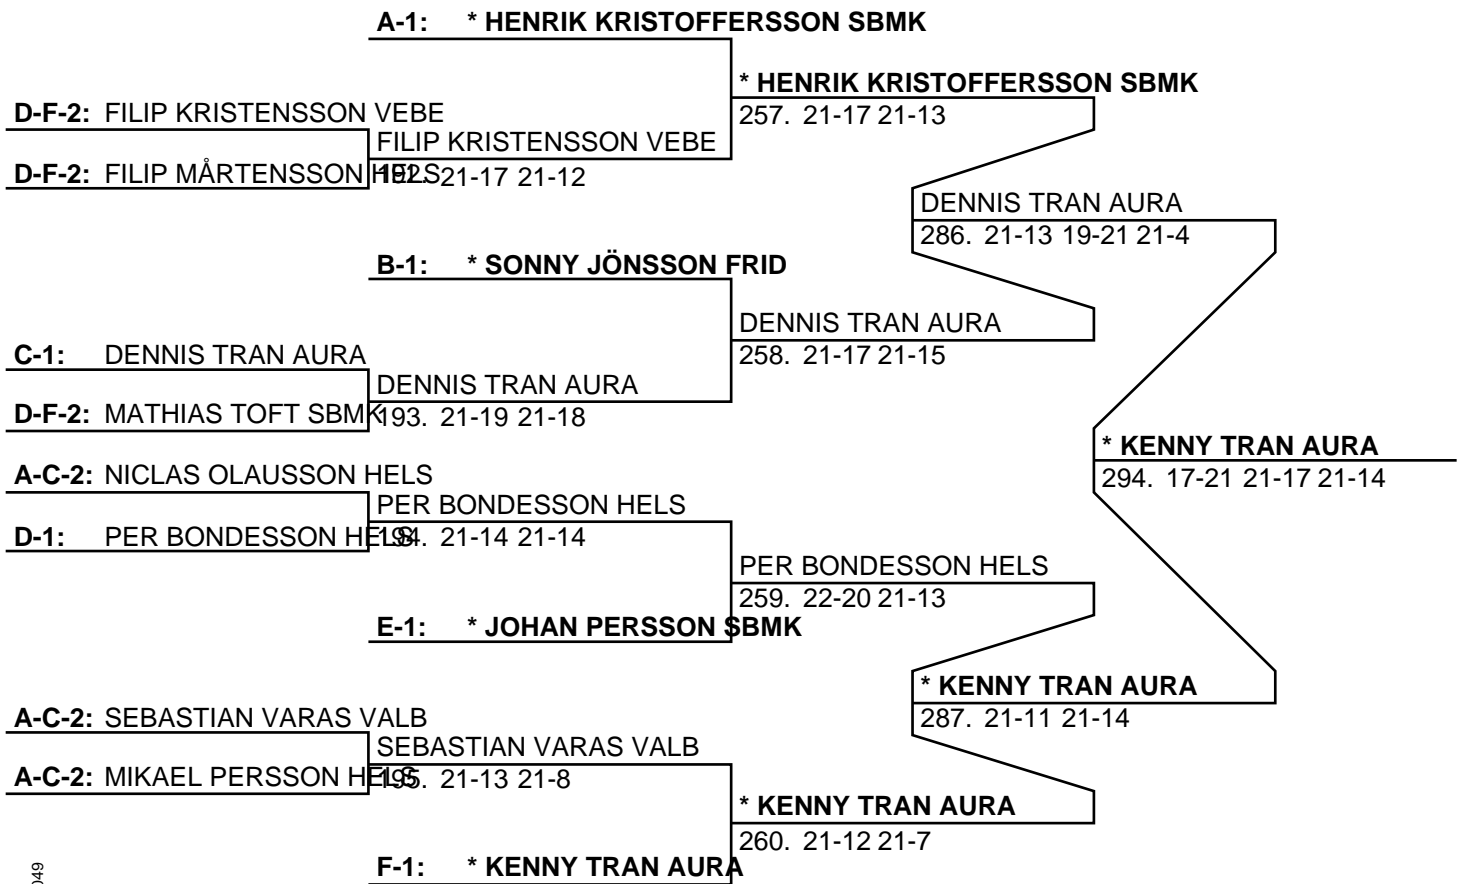 A-1: * HENRIK KRISTOFFERSSON SBMK
* HENRIK KRISTOFFERSSON SBMK
D-F-2: FILIP KRISTENSSON VEBE
257. 21-17 21-13
FILIP KRISTENSSON VEBE
D-F-2: FILIP MÅRTENSSON HELS
192. 21-17 21-12
DENNIS TRAN AURA
286. 21-13 19-21 21-4
B-1: * SONNY JÖNSSON FRID
DENNIS TRAN AURA
C-1: DENNIS TRAN AURA
258. 21-17 21-15
DENNIS TRAN AURA
D-F-2: MATHIAS TOFT SBMK
193. 21-19 21-18
* KENNY TRAN AURA
A-C-2: NICLAS OLAUSSON HELS
294. 17-21 21-17 21-14
PER BONDESSON HELS
D-1: PER BONDESSON HELS
194. 21-14 21-14
PER BONDESSON HELS
259. 22-20 21-13
E-1: * JOHAN PERSSON SBMK
* KENNY TRAN AURA
A-C-2: SEBASTIAN VARAS VALB
287. 21-11 21-14
SEBASTIAN VARAS VALB
A-C-2: MIKAEL PERSSON HELS
195. 21-13 21-8
* KENNY TRAN AURA
260. 21-12 21-7
F-1: * KENNY TRAN AURA